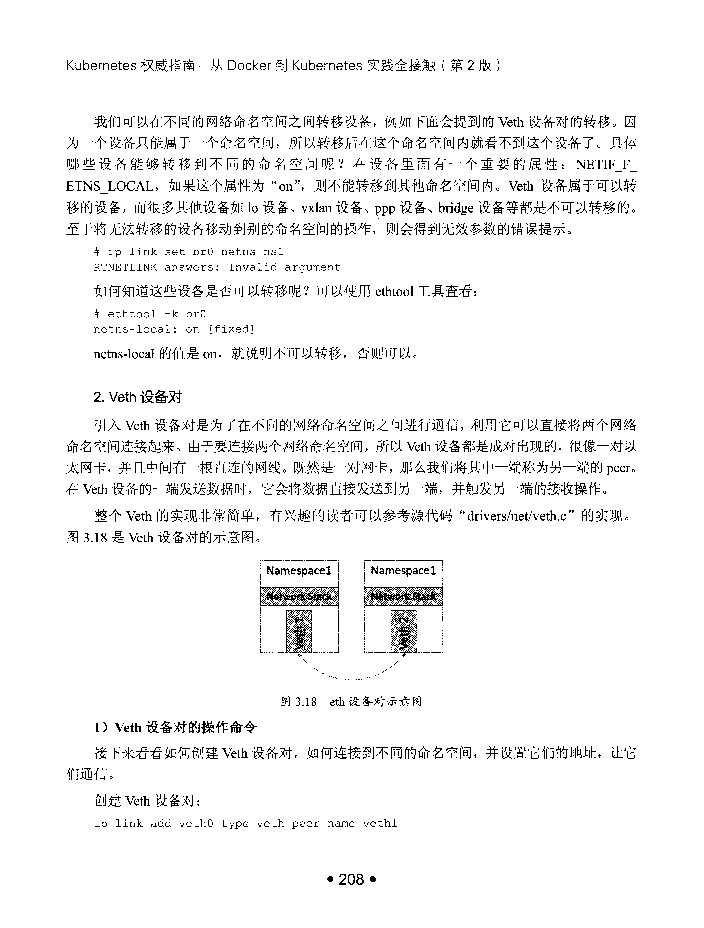 Kubernetes 权威指南：从 Docker 到 Kubernetes 实践全接触（第 2 版）
我们可以在不同的网络命名空间之间转移设备，例如下面会提到的 Veth 设备对的转移。因
为一个设备只能属于一个命名空间，所以转移后在这个命名空间内就看不到这个设备了。具体
哪些设备能够转移到不同的命名空间呢？在设备里面有一个重要的属性：NETIF_F_
ETNS_LOCAL，如果这个属性为“on”，则不能转移到其他命名空间内。Veth 设备属于可以转
移的设备，而很多其他设备如 lo 设备、vxlan 设备、ppp 设备、bridge 设备等都是不可以转移的。
至于将无法转移的设备移动到别的命名空间的操作，则会得到无效参数的错误提示。
# ip link set br0 netns ns1
RTNETLINK answers: Invalid argument
如何知道这些设备是否可以转移呢？可以使用 ethtool 工具查看：
# ethtool -k br0
netns-local: on [fixed]
netns-local 的值是 on，就说明不可以转移，否则可以。
2. Veth 设备对
引入 Veth 设备对是为了在不同的网络命名空间之间进行通信，利用它可以直接将两个网络
命名空间连接起来。由于要连接两个网络命名空间，所以 Veth 设备都是成对出现的，很像一对以
太网卡，并且中间有一根直连的网线。既然是一对网卡，那么我们将其中一端称为另一端的 peer。
在 Veth 设备的一端发送数据时，它会将数据直接发送到另一端，并触发另一端的接收操作。
整个 Veth 的实现非常简单，有兴趣的读者可以参考源代码“drivers/net/veth.c”的实现。
图 3.18 是 Veth 设备对的示意图。
Namespace1 Namespace1
Network Stack Network Stack
Veth 1 Veth 2
图 3.18 eth 设备对示意图
1）Veth 设备对的操作命令
接下来看看如何创建 Veth 设备对，如何连接到不同的命名空间，并设置它们的地址，让它
们通信。
创建 Veth 设备对：
ip link add veth0 type veth peer name veth1
• 208 •